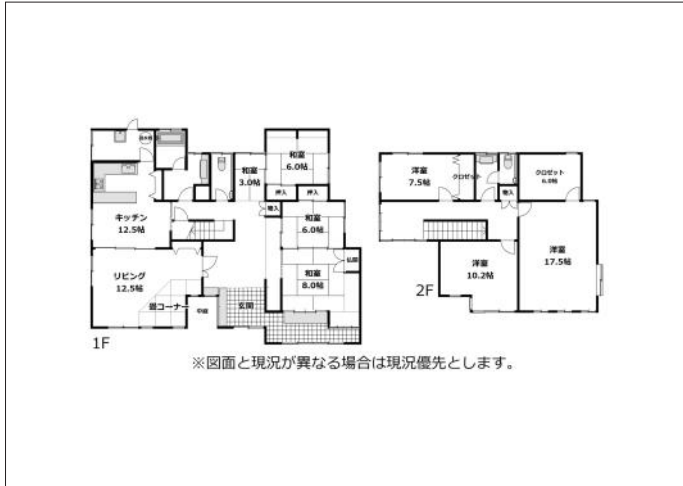 和室
6.0帖
和室
3.0帖
押入
押入
物入
キッチン
12.5帖
和室
6.0帖
仏間
和室
8.0帖
リビング
12.5帖
畳コーナー
中庭
玄関
1F
洋室
7.5帖
クロゼット
物入
クロゼット
6.0帖
洋室
10.2帖
洋室
17.5帖
2F
※図面と現況が異なる場合は現況優先とします。